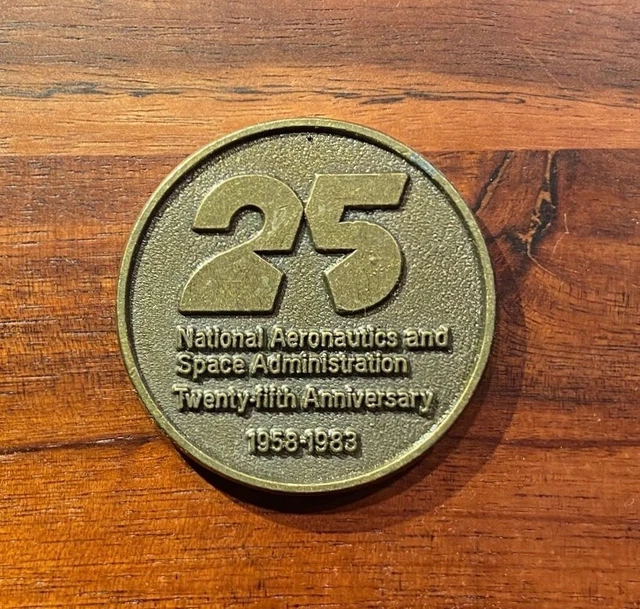 25
National Aeronautics and
Space Administration
Twenty-fifth Anniversary
1958-1983